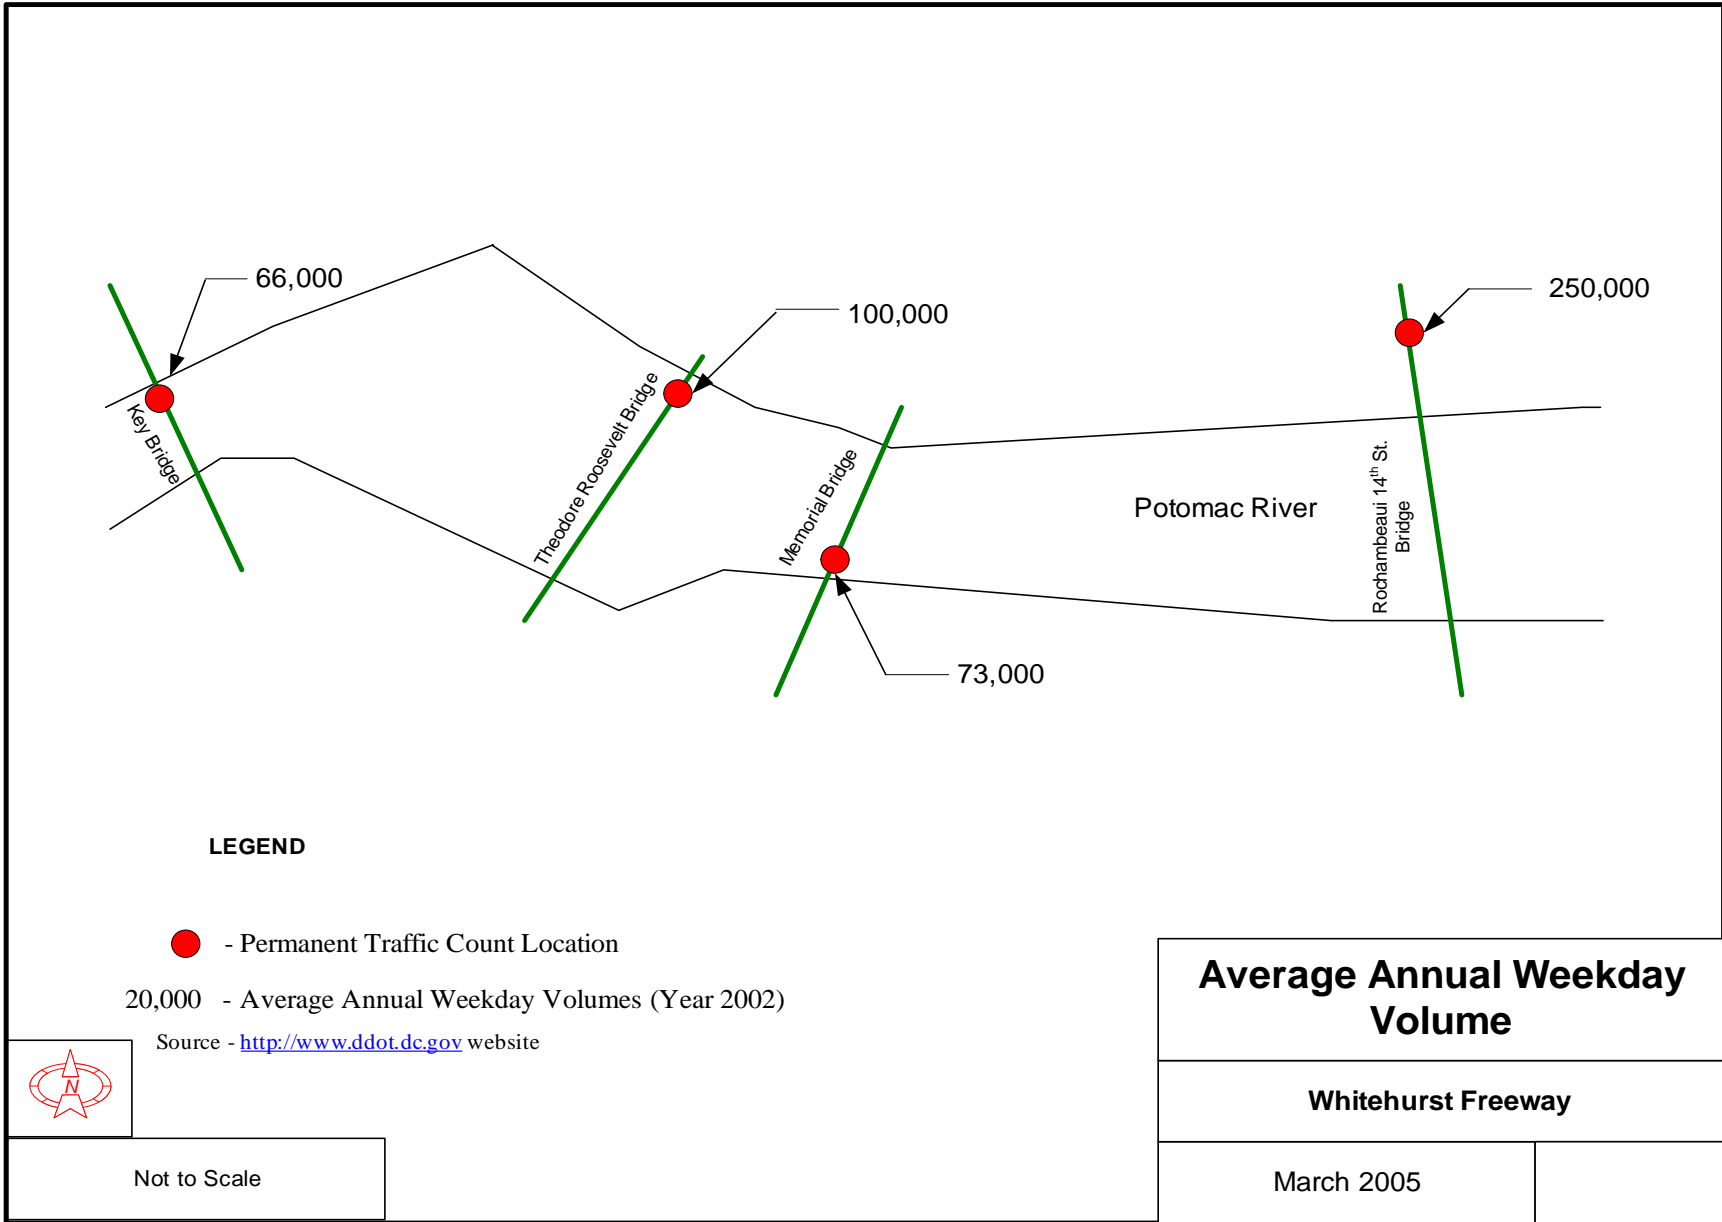 66,000
100,000
250,000
Key Bridge
Theodore Roosevelt Bridge
Memorial Bridge
Potomac River
Rochambeaui 14th St.
Bridge
73,000
LEGEND
- Permanent Traffic Count Location
20,000 - Average Annual Weekday Volumes (Year 2002)
Source - http://www.ddot.dc.gov website
N
Not to Scale
Average Annual Weekday
Volume
Whitehurst Freeway
March 2005